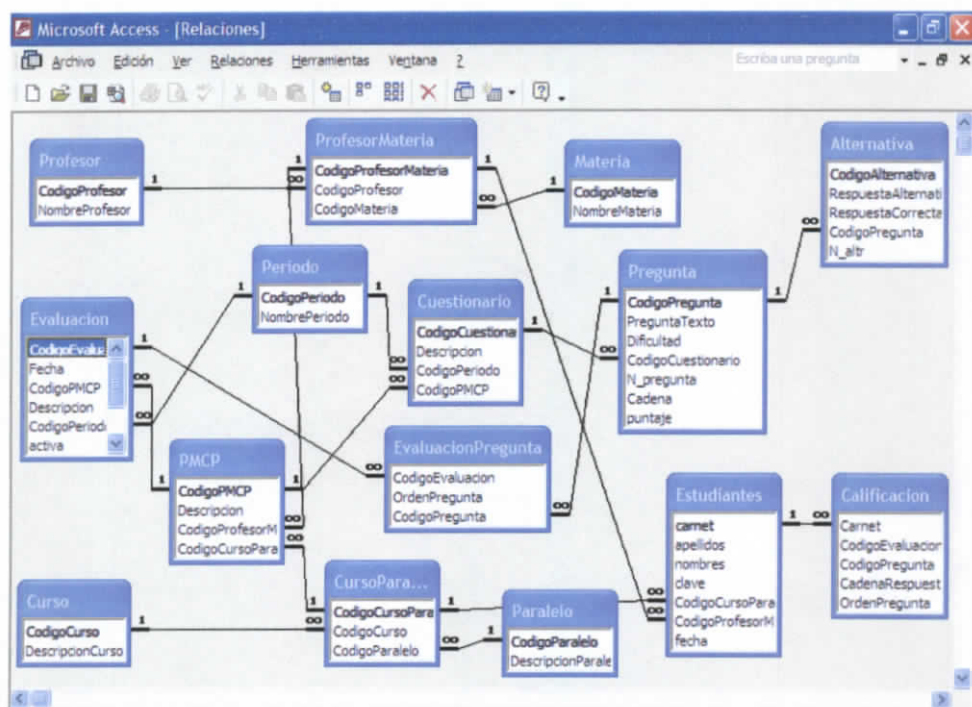 Microsoft Access - [Relaciones]
Archivo Edición Ver Relaciones Herramientas Ventana ?
Escriba una pregunta
Profesor
CodigoProfesor
NombreProfesor
ProfesorMateria
CodigoProfesorMateria
CodigoProfesor
CodigoMateria
Materia
CodigoMateria
NombreMateria
Alternativa
CodigoAlternativa
RespuestaAlternati
RespuestaCorrecta
CodigoPregunta
N_altr
Periodo
CodigoPeriodo
NombrePeriodo
Evaluacion
CodigoEvalua
Fecha
CodigoPMCP
Descripcion
CodigoPeriodo
activa
Cuestionario
CodigoCuestiona
Descripcion
CodigoPeriodo
CodigoPMCP
Pregunta
CodigoPregunta
PreguntaTexto
Dificultad
CodigoCuestionario
N_pregunta
Cadena
puntaje
PMCP
CodigoPMCP
Descripcion
CodigoProfesorM
CodigoCursoPara
EvaluacionPregunta
CodigoEvaluacion
OrdenPregunta
CodigoPregunta
Estudiantes
carnet
apellidos
nombres
clave
CodigoCursoPara
CodigoProfesorM
fecha
Calificacion
Carnet
CodigoEvaluacion
CodigoPregunta
CadenaRespuest
OrdenPregunta
Curso
CodigoCurso
DescripcionCurso
CursoPara...
CodigoCursoPara
CodigoCurso
CodigoParalelo
Paralelo
CodigoParalelo
DescripcionParale